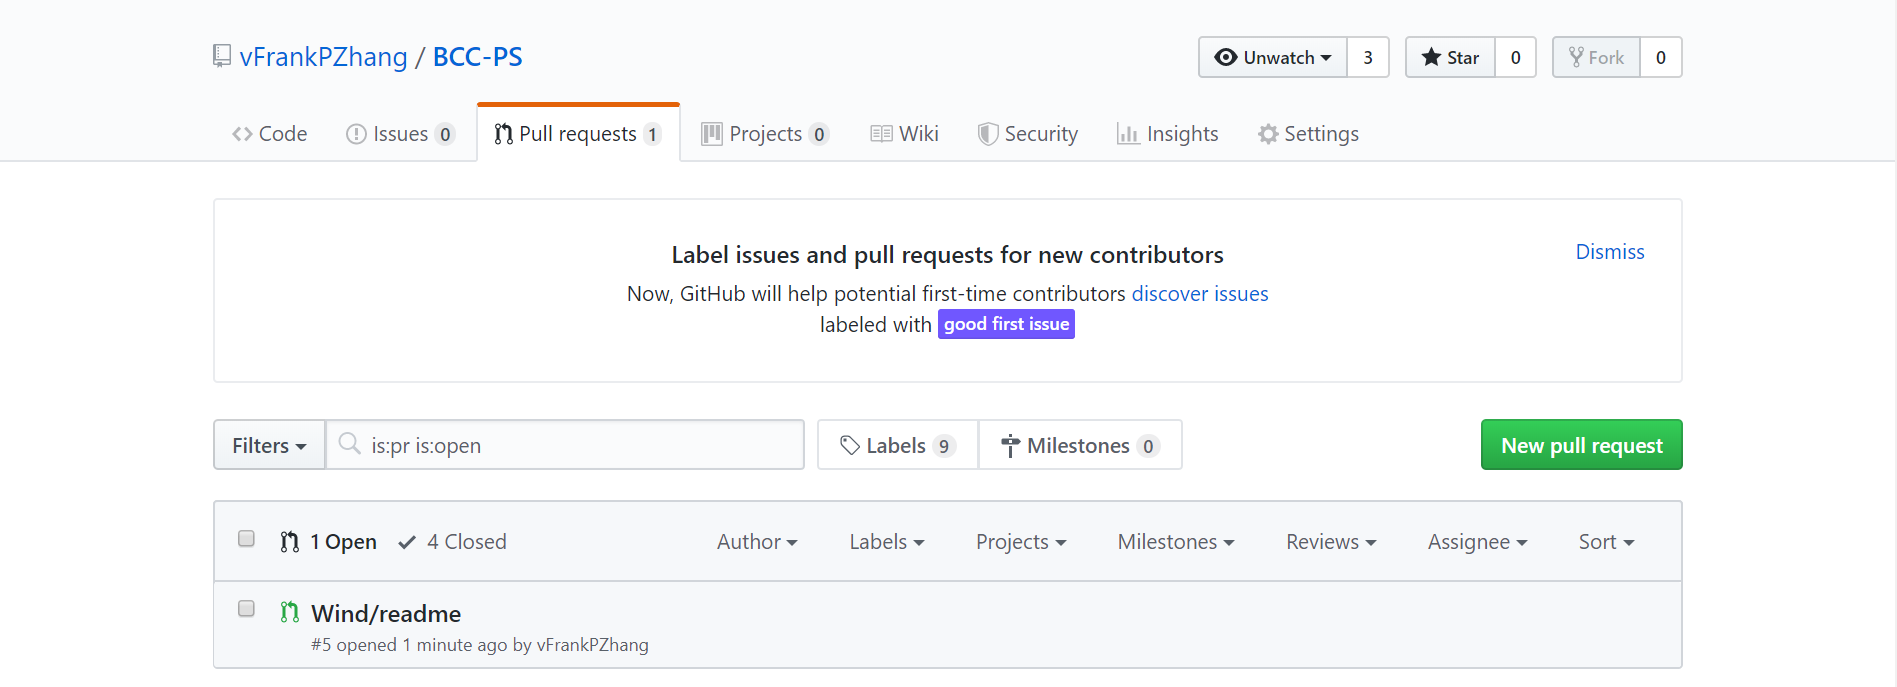 vFrankPZhang / BCC-PS
Unwatch 3 Star 0 Fork 0
Code Issues 0 Pull requests 1 Projects 0 Wiki Security Insights Settings
Label issues and pull requests for new contributors
Dismiss
Now, GitHub will help potential first-time contributors discover issues
labeled with good first issue
Filters is:pr is:open Labels 9 Milestones 0 New pull request
1 Open 4 Closed Author Labels Projects Milestones Reviews Assignee Sort
Wind/readme
#5 opened 1 minute ago by vFrankPZhang